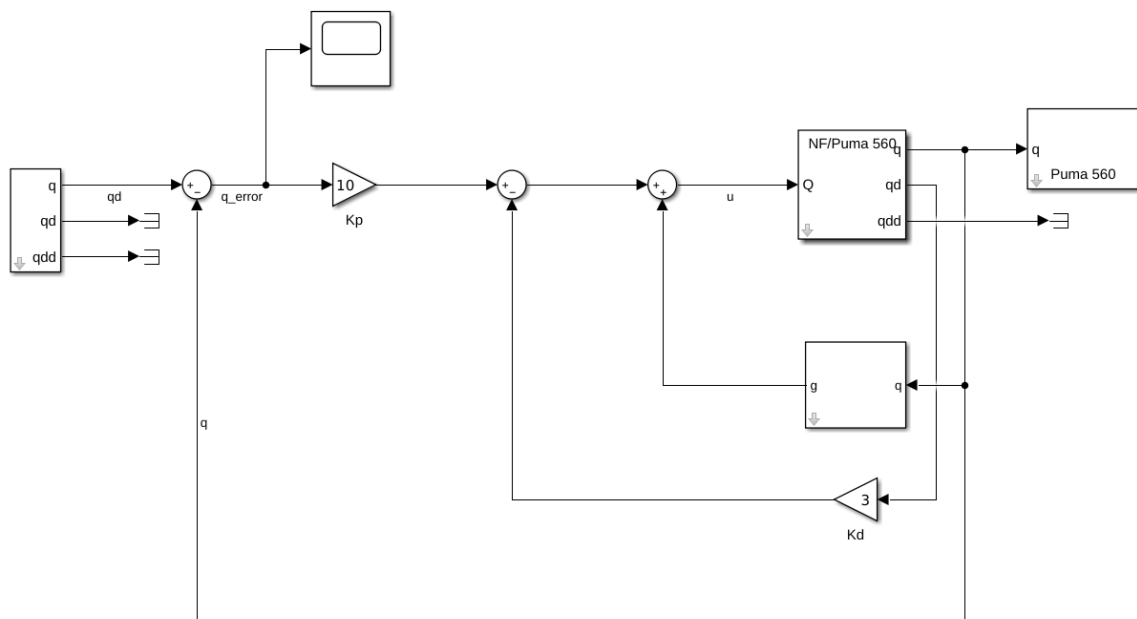 NF/Puma 560
q
q
Puma 560
q
qd
+
−
q_error
10
Kp
+
−
+
+
u
Q
qd
qd
qdd
qdd
g
q
q
3
Kd